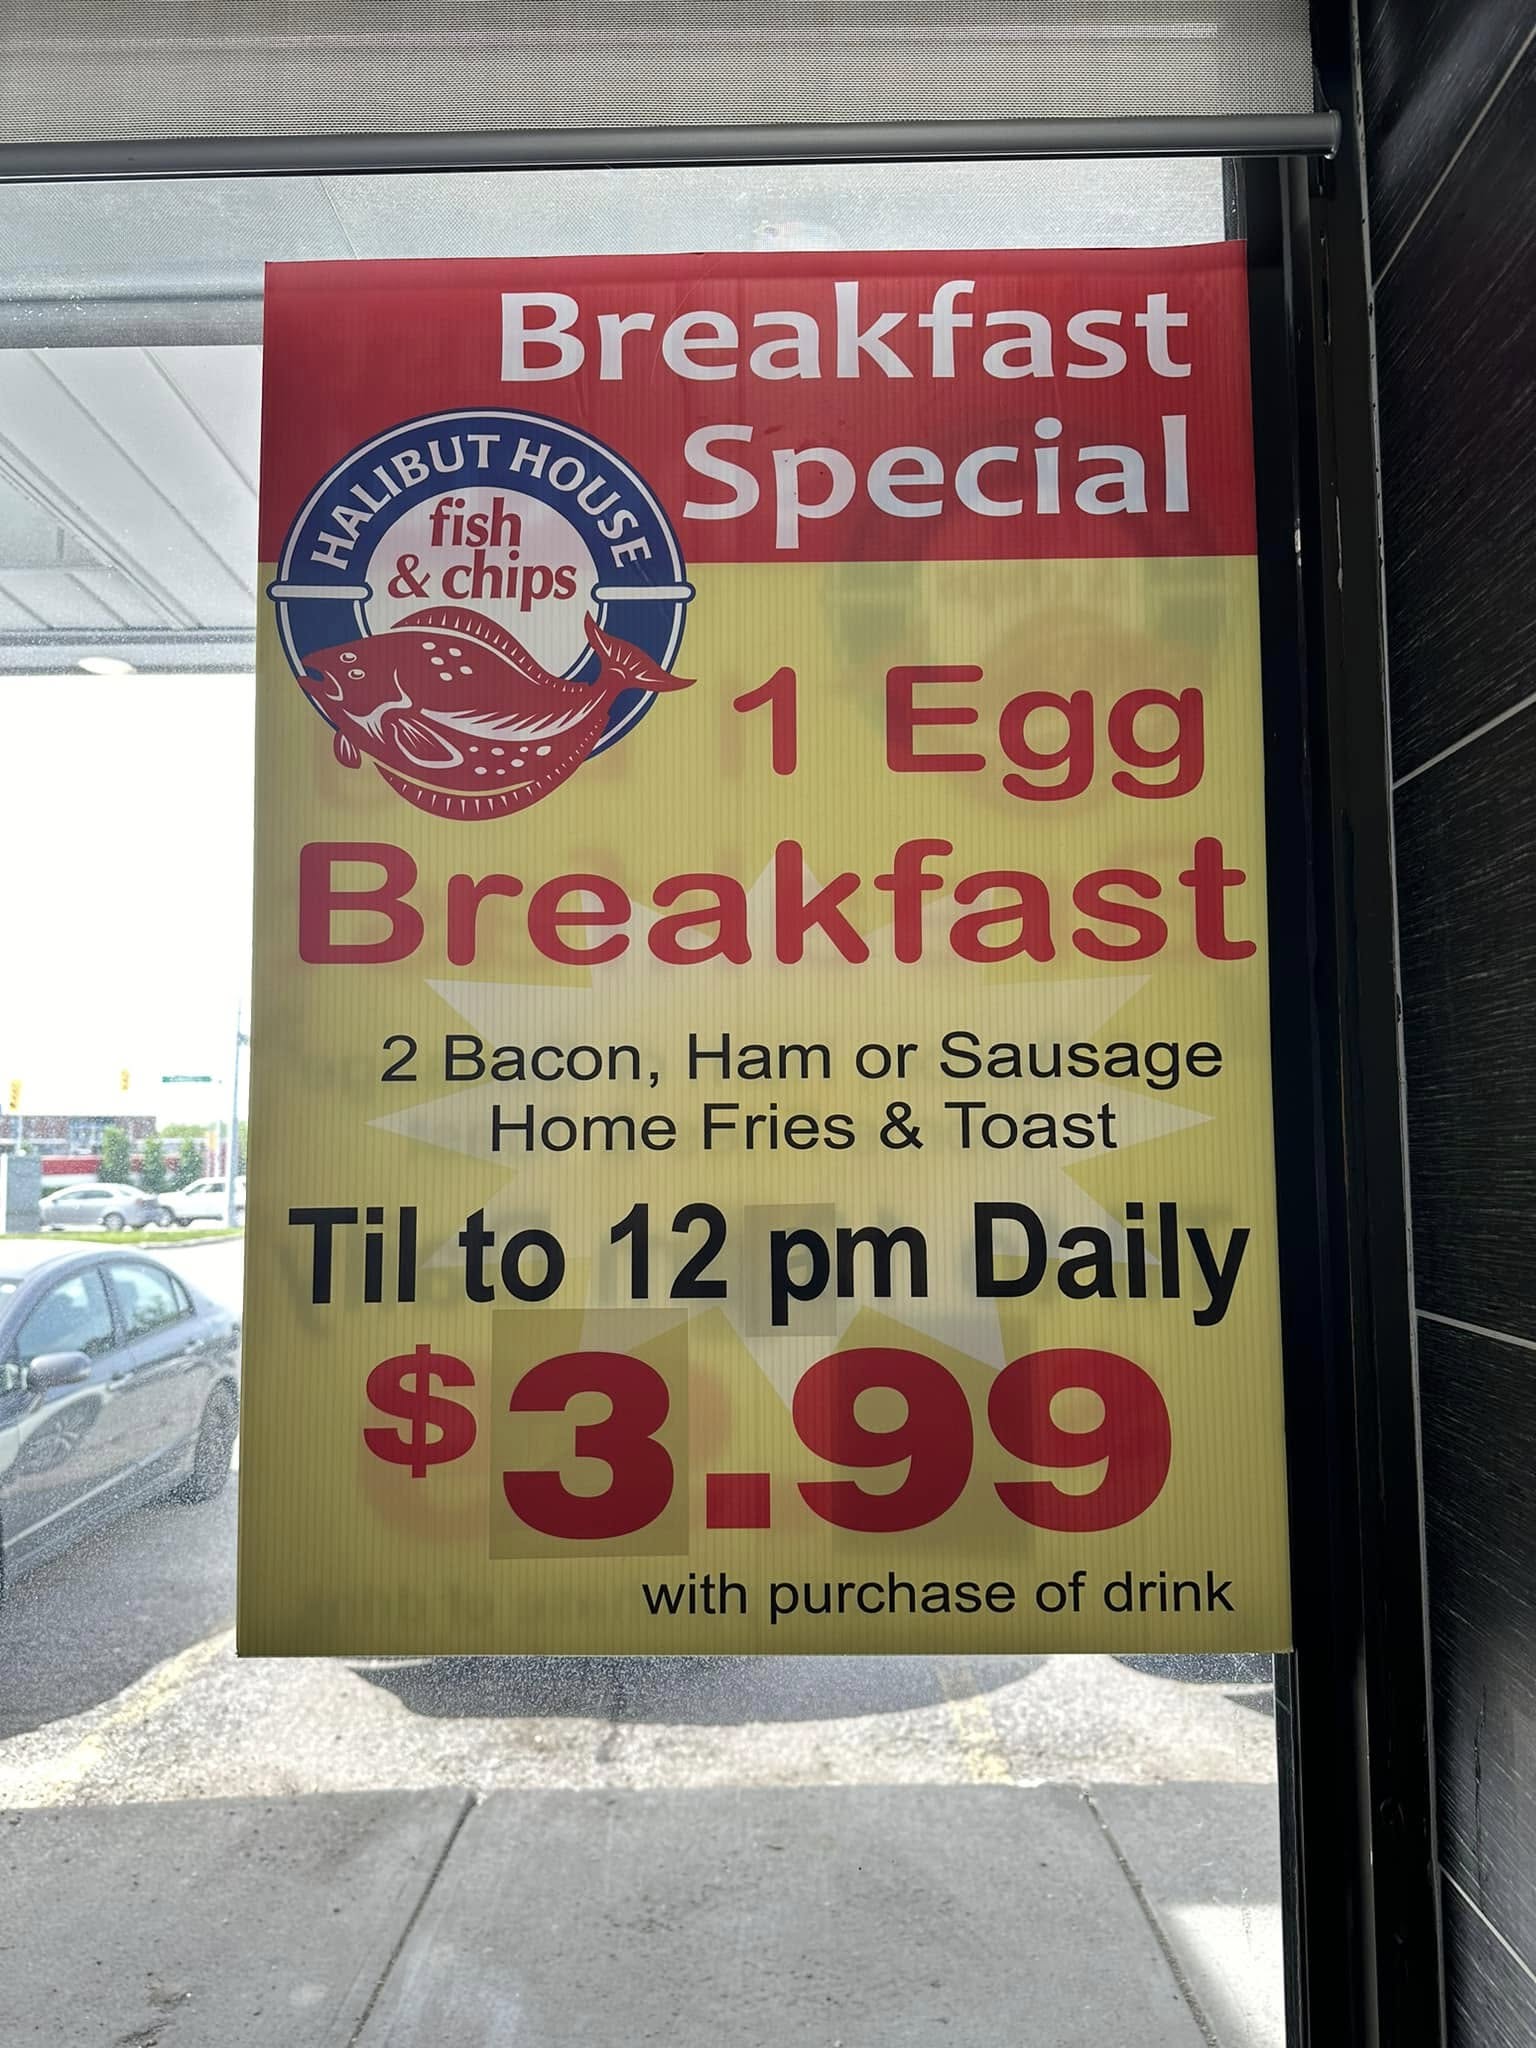 Breakfast
Special
HALIBUT HOUSE
fish
& chips
1 Egg
Breakfast
2 Bacon, Ham or Sausage
Home Fries & Toast
Til to 12 pm Daily
$3.99
with purchase of drink